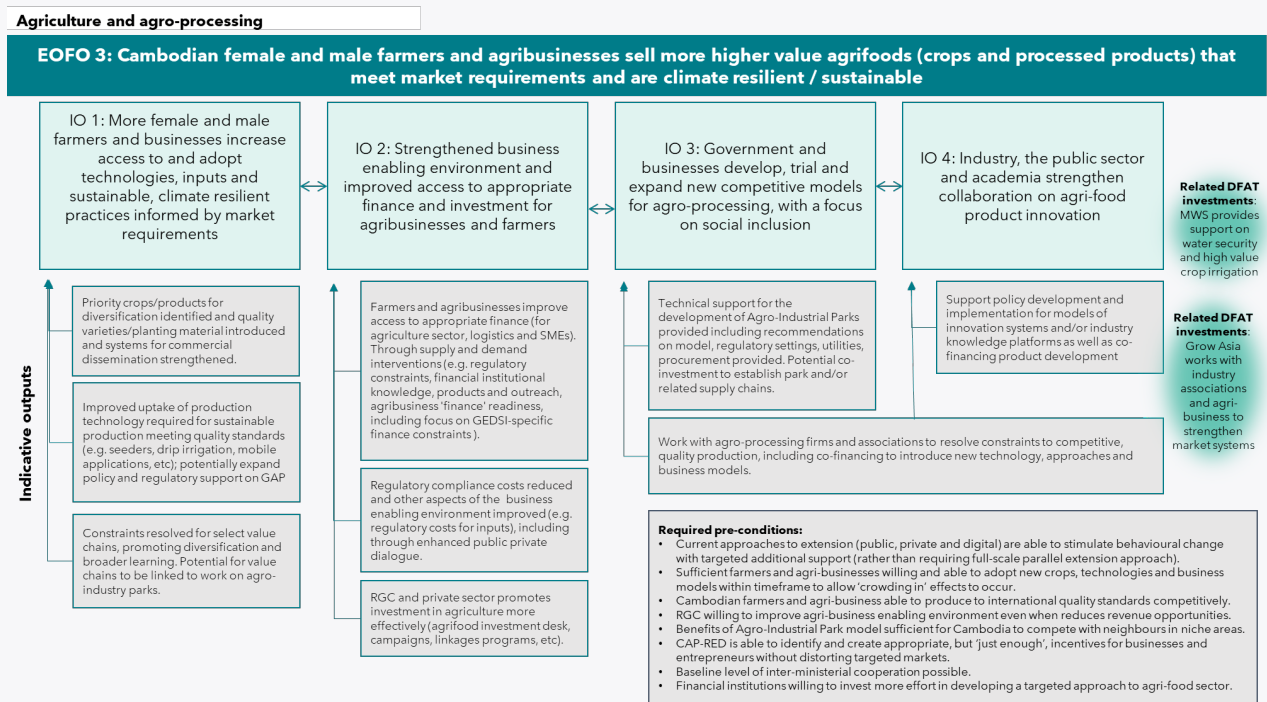 Agriculture and agro-processing
EOFO 3: Cambodian female and male farmers and agribusinesses sell more higher value agrifoods (crops and processed products) that
meet market requirements and are climate resilient / sustainable
IO 1: More female and male
farmers and businesses increase
access to and adopt
technologies, inputs and
sustainable, climate resilient
practices informed by market
requirements
IO 2: Strengthened business
enabling environment and
improved access to appropriate
finance and investment for
agribusinesses and farmers
IO 3: Government and
businesses develop, trial and
expand new competitive models
for agro-processing, with a focus
on social inclusion
IO 4: Industry, the public sector
and academia strengthen
collaboration on agri-food
product innovation
Related DFAT
investments:
MWS provides
support on
water security
and high value
crop irrigation
Related DFAT
investments:
Grow Asia
works with
industry
associations
and agri-
business to
strengthen
market systems
Indicative outputs
Priority crops/products for
diversification identified and quality
varieties/planting material introduced
and systems for commercial
dissemination strengthened.
Improved uptake of production
technology required for sustainable
production meeting quality standards
(e.g. seeders, drip irrigation, mobile
applications, etc); potentially expand
policy and regulatory support on GAP
Constraints resolved for select value
chains, promoting diversification and
broader learning. Potential for value
chains to be linked to work on agro-
industry parks.
Farmers and agribusinesses improve
access to appropriate finance (for
agriculture sector, logistics and SMEs).
Through supply and demand
interventions (e.g. regulatory
constraints, financial institutional
knowledge, products and outreach,
agribusiness 'finance' readiness,
including focus on GEDSI-specific
finance constraints ).
Regulatory compliance costs reduced
and other aspects of the business
enabling environment improved (e.g.
regulatory costs for inputs), including
through enhanced public private
dialogue.
RGC and private sector promotes
investment in agriculture more
effectively (agrifood investment desk,
campaigns, linkages programs, etc).
Technical support for the
development of Agro-Industrial Parks
provided including recommendations
on model, regulatory settings, utilities,
procurement provided. Potential co-
investment to establish park and/or
related supply chains.
Support policy development and
implementation for models of
innovation systems and/or industry
knowledge platforms as well as co-
financing product development
Work with agro-processing firms and associations to resolve constraints to competitive,
quality production, including co-financing to introduce new technology, approaches and
business models.
Required pre-conditions:
• Current approaches to extension (public, private and digital) are able to stimulate behavioural change
with targeted additional support (rather than requiring full-scale parallel extension approach).
• Sufficient farmers and agri-businesses willing and able to adopt new crops, technologies and business
models within timeframe to allow 'crowding in' effects to occur.
• Cambodian farmers and agri-business able to produce to international quality standards competitively.
• RGC willing to improve agri-business enabling environment even when reduces revenue opportunities.
• Benefits of Agro-Industrial Park model sufficient for Cambodia to compete with neighbours in niche areas.
• CAP-RED is able to identify and create appropriate, but 'just enough', incentives for businesses and
entrepreneurs without distorting targeted markets.
• Baseline level of inter-ministerial cooperation possible.
• Financial institutions willing to invest more effort in developing a targeted approach to agri-food sector.